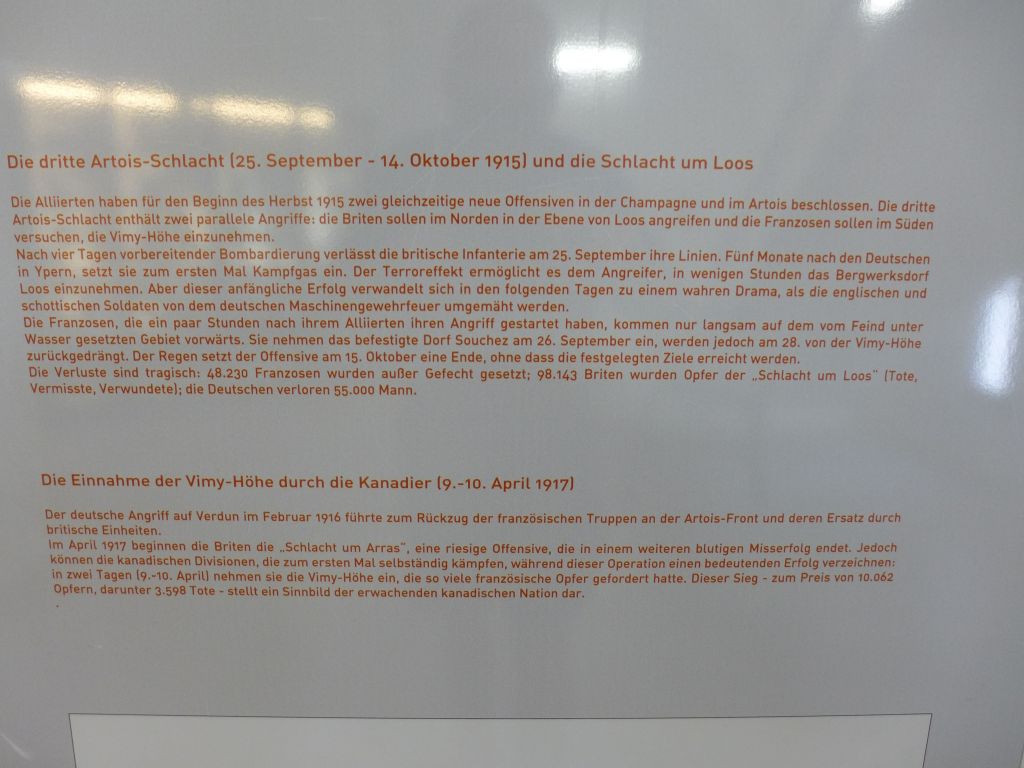 Die dritte Artois-Schlacht (25. September - 14. Oktober 1915) und die Schlacht um Loos
Die Alliierten haben für den Beginn des Herbst 1915 zwei gleichzeitige neue Offensiven in der Champagne und im Artois beschlossen. Die dritte
Artois-Schlacht enthält zwei parallele Angriffe: die Briten sollen im Norden in der Ebene von Loos angreifen und die Franzosen sollen im Süden
versuchen, die Vimy-Höhe einzunehmen.
Nach vier Tagen vorbereitender Bombardierung verlässt die britische Infanterie am 25. September ihre Linien. Fünf Monate nach den Deutschen
in Ypern, setzt sie zum ersten Mal Kampfgas ein. Der Terroreffekt ermöglicht es dem Angreifer, in wenigen Stunden das Bergwerksdorf
Loos einzunehmen. Aber dieser anfängliche Erfolg verwandelt sich in den folgenden Tagen zu einem wahren Drama, als die englischen und
schottischen Soldaten von dem deutschen Maschinengewehrfeuer umgemäht werden.
Die Franzosen, die ein paar Stunden nach ihrem Alliierten ihren Angriff gestartet haben, kommen nur langsam auf dem vom Feind unter
Wasser gesetzten Gebiet vorwärts. Sie nehmen das befestigte Dorf Souchez am 26. September ein, werden jedoch am 28. von der Vimy-Höhe
zurückgedrängt. Der Regen setzt der Offensive am 15. Oktober eine Ende, ohne dass die festgelegten Ziele erreicht werden.
Die Verluste sind tragisch: 48.230 Franzosen wurden außer Gefecht gesetzt; 98.143 Briten wurden Opfer der „Schlacht um Loos" (Tote,
Vermisste, Verwundete); die Deutschen verloren 55.000 Mann.
Die Einnahme der Vimy-Höhe durch die Kanadier (9.-10. April 1917)
Der deutsche Angriff auf Verdun im Februar 1916 führte zum Rückzug der französischen Truppen an der Artois-Front und deren Ersatz durch
britische Einheiten.
Im April 1917 beginnen die Briten die „Schlacht um Arras", eine riesige Offensive, die in einem weiteren blutigen Misserfolg endet. Jedoch
können die kanadischen Divisionen, die zum ersten Mal selbständig kämpfen, während dieser Operation einen bedeutenden Erfolg verzeichnen:
in zwei Tagen (9.-10. April) nehmen sie die Vimy-Höhe ein, die so viele französische Opfer gefordert hatte. Dieser Sieg - zum Preis von 10.062
Opfern, darunter 3.598 Tote - stellt ein Sinnbild der erwachenden kanadischen Nation dar.
.